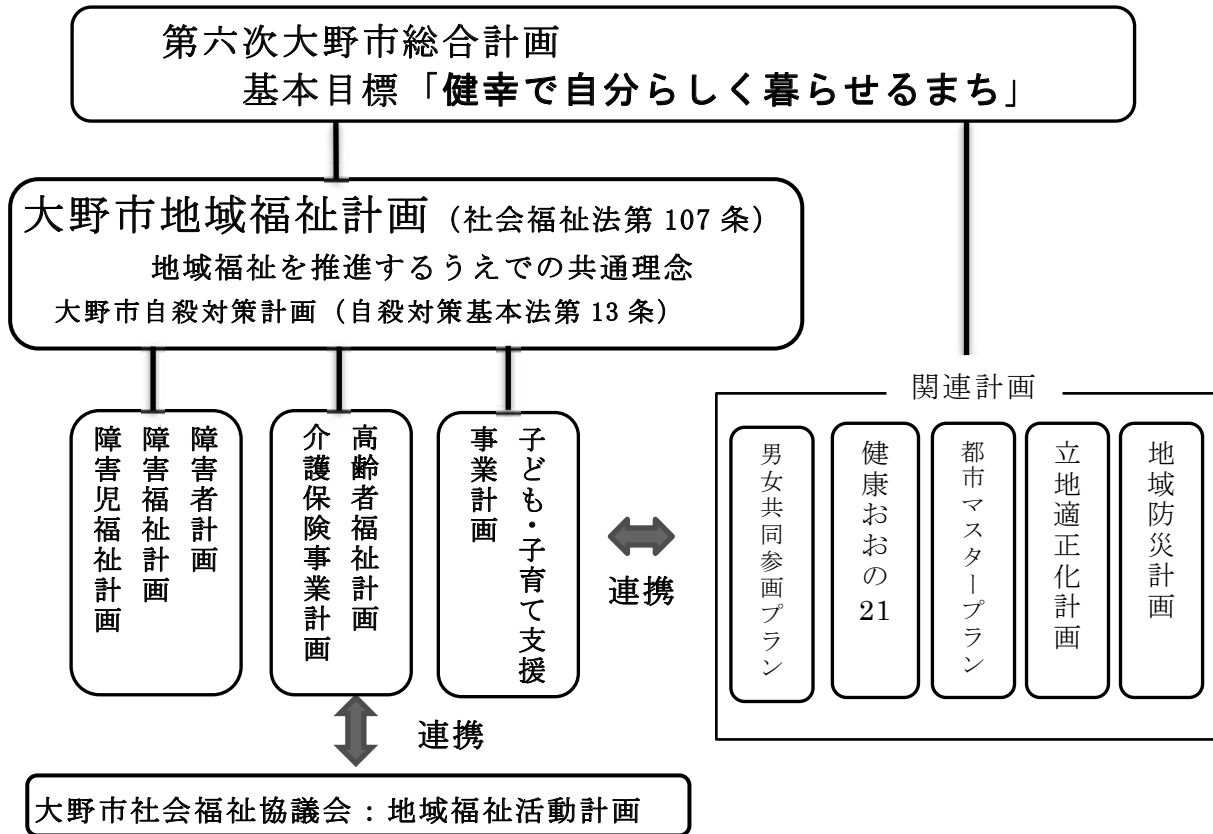 第六次大野市総合計画
基本目標「健幸で自分らしく暮らせるまち」
大野市地域福祉計画（社会福祉法第 107 条）
地域福祉を推進するうえでの共通理念
大野市自殺対策計画（自殺対策基本法第 13 条）
障害者計画
障害福祉計画
障害児福祉計画
高齢者福祉計画
介護保険事業計画
子ども・子育て支援
事業計画
連携
関連計画
男女共同参画プラン
健康おおの21
都市マスタープラン
立地適正化計画
地域防災計画
連携
大野市社会福祉協議会：地域福祉活動計画